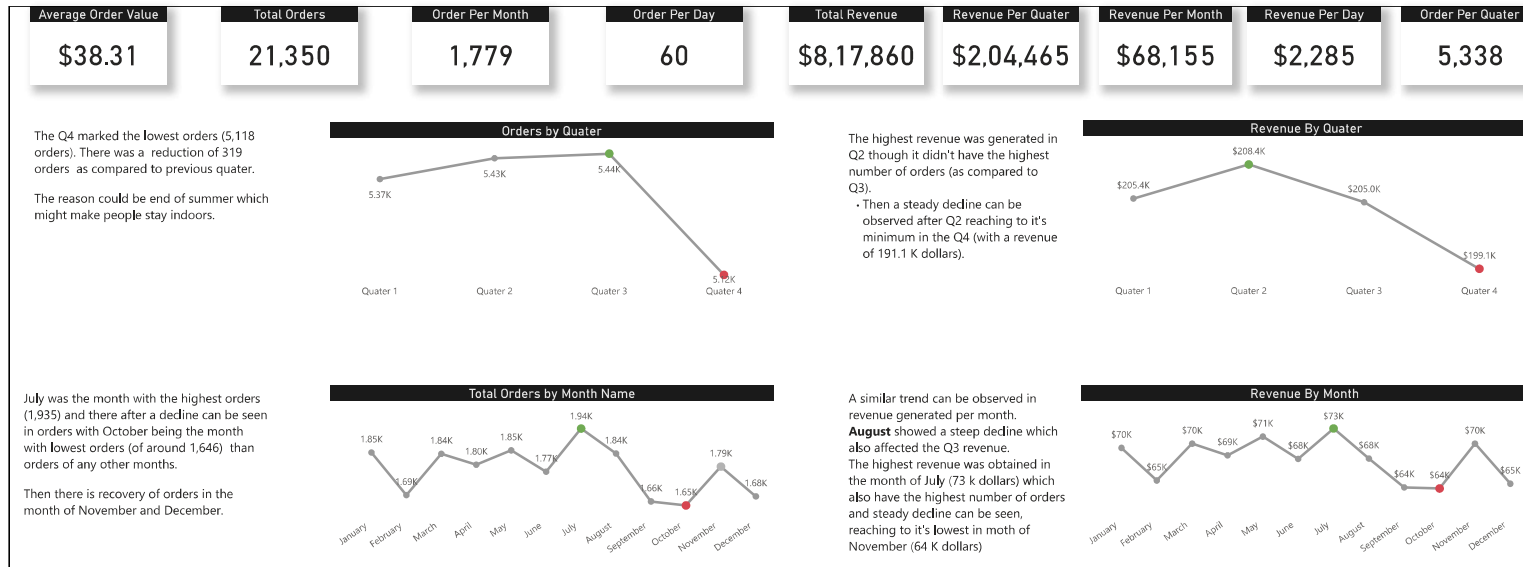 Average Order Value
$38.31
Total Orders
21,350
Order Per Month
1,779
Order Per Day
60
Total Revenue
$8,17,860
Revenue Per Quater
$2,04,465
Revenue Per Month
$68,155
Revenue Per Day
$2,285
Order Per Quater
5,338
The Q4 marked the lowest orders (5,118
orders). There was a reduction of 319
orders as compared to previous quater.
The reason could be end of summer which
might make people stay indoors.
Orders by Quater
5.37K
5.43K
5.44K
5.12K
Quater 1
Quater 2
Quater 3
Quater 4
The highest revenue was generated in
Q2 though it didn't have the highest
number of orders (as compared to
Q3).
• Then a steady decline can be
observed after Q2 reaching to it's
minimum in the Q4 (with a revenue
of 191.1 K dollars).
Revenue By Quater
$205.4K
$208.4K
$205.0K
$199.1K
Quater 1
Quater 2
Quater 3
Quater 4
July was the month with the highest orders
(1,935) and there after a decline can be seen
in orders with October being the month
with lowest orders (of around 1,646) than
orders of any other months.
Then there is recovery of orders in the
month of November and December.
Total Orders by Month Name
1.85K
1.69K
1.84K
1.80K
1.85K
1.77K
1.94K
1.84K
1.66K
1.65K
1.79K
1.68K
January
February
March
April
May
June
July
August
September
October
November
December
A similar trend can be observed in
revenue generated per month.
August showed a steep decline which
also affected the Q3 revenue.
The highest revenue was obtained in
the month of July (73 k dollars) which
also have the highest number of orders
and steady decline can be seen,
reaching to it's lowest in moth of
November (64 K dollars)
Revenue By Month
$70K
$65K
$70K
$69K
$71K
$68K
$73K
$68K
$64K
$64K
$70K
$65K
January
February
March
April
May
June
July
August
September
October
November
December